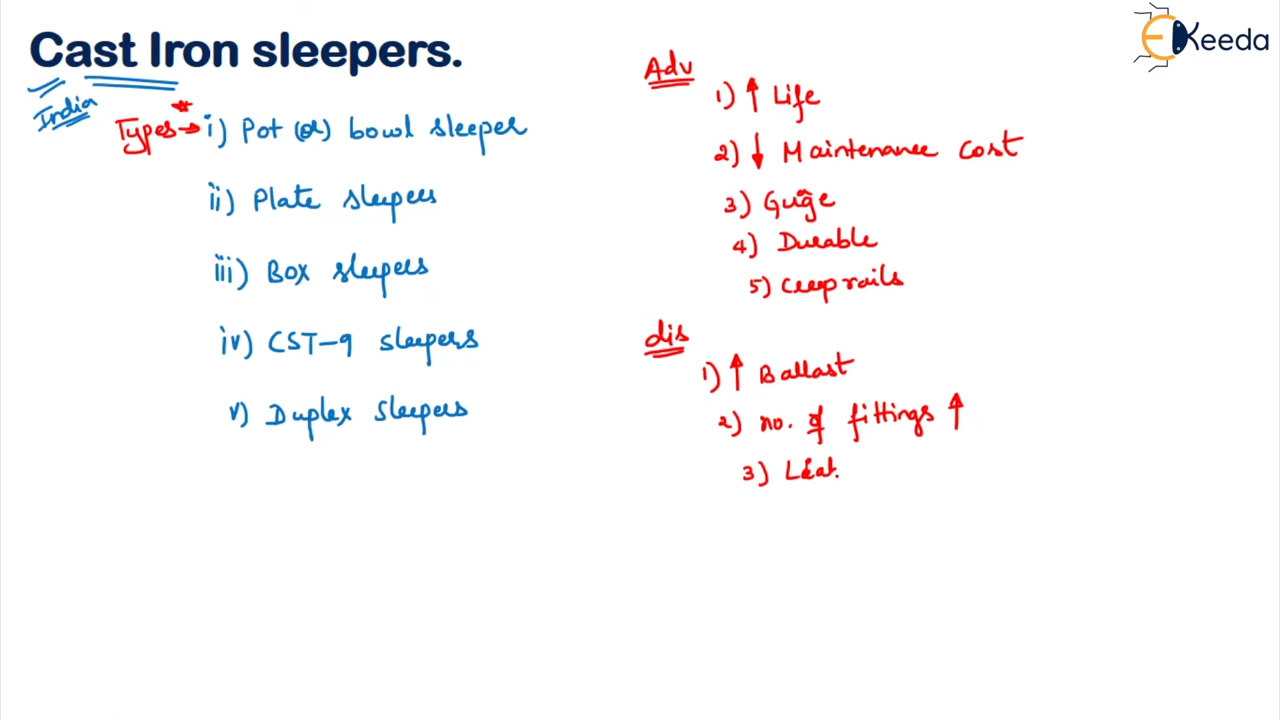 Cast Iron sleepers.
EKeeda
India
Types → i) Pot (or) bowl sleeper
ii) Plate sleepers
iii) Box sleepers
iv) CST-9 sleepers
v) Duplex sleepers
Adv
1) ↑ Life
2) ↓ Maintenance cost
3) Guage
4) Durable
5) Creep rails
dis
1) ↑ Ballast
2) no. of fittings ↑
3)